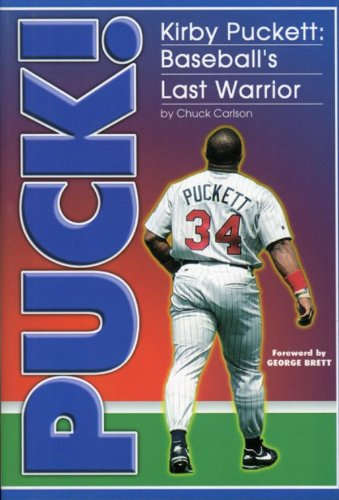 PUCK!
Kirby Puckett:
Baseball's
Last Warrior
by Chuck Carlson
PUCKETT
34
Foreword by
GEORGE BRETT